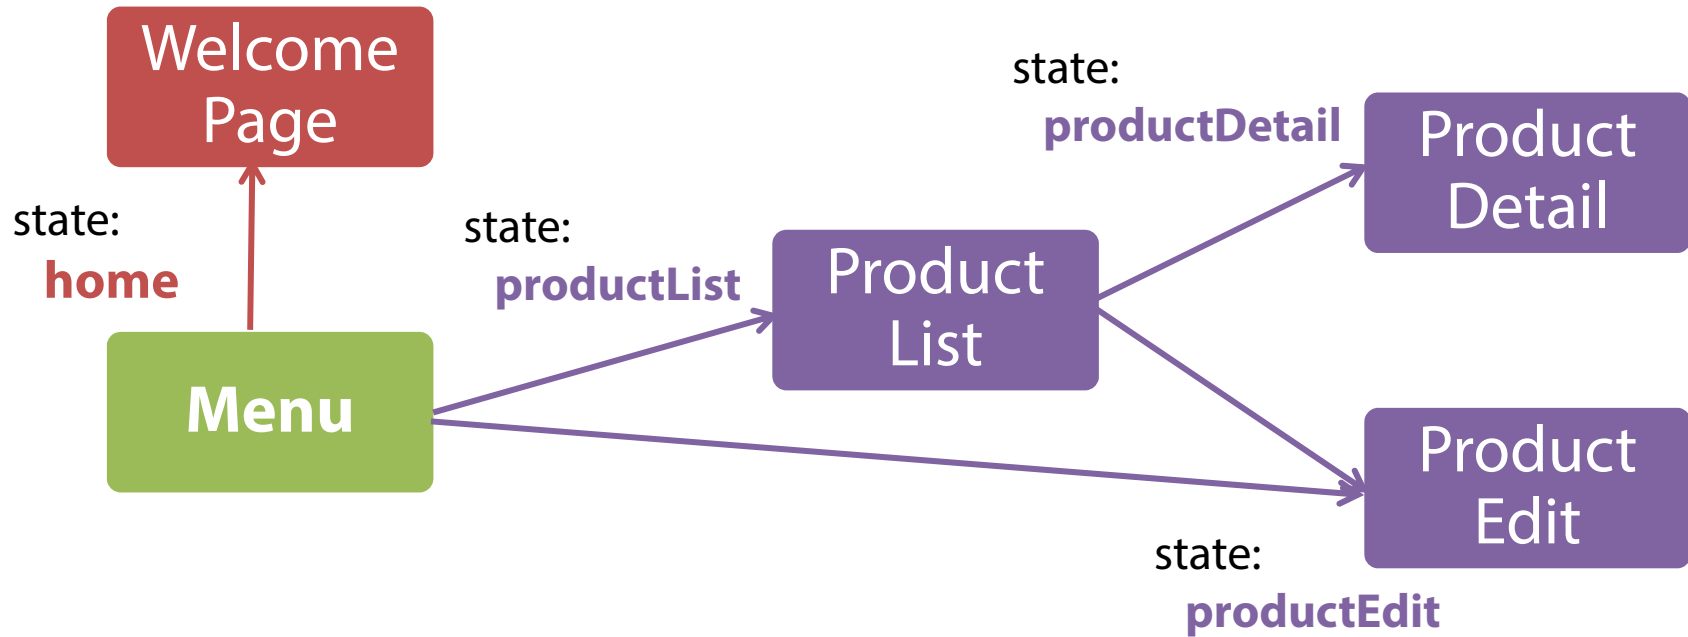 Welcome
Page
state:
home
Menu
state:
productList
Product
List
state:
productDetail
Product
Detail
Product
Edit
state:
productEdit